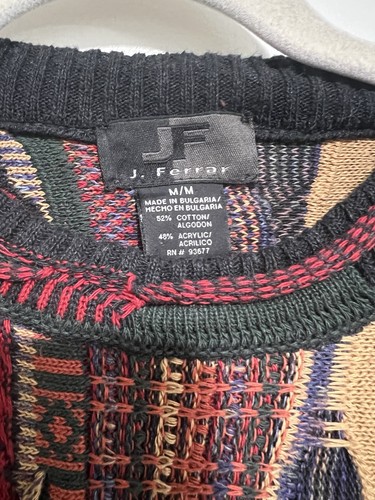 JF
J. Ferrar
M/M
MADE IN BULGARIA/
HECHO EN BULGARIA
52% COTTON/
ALGODON
48% ACRYLIC/
ACRILICO
RN# 93677